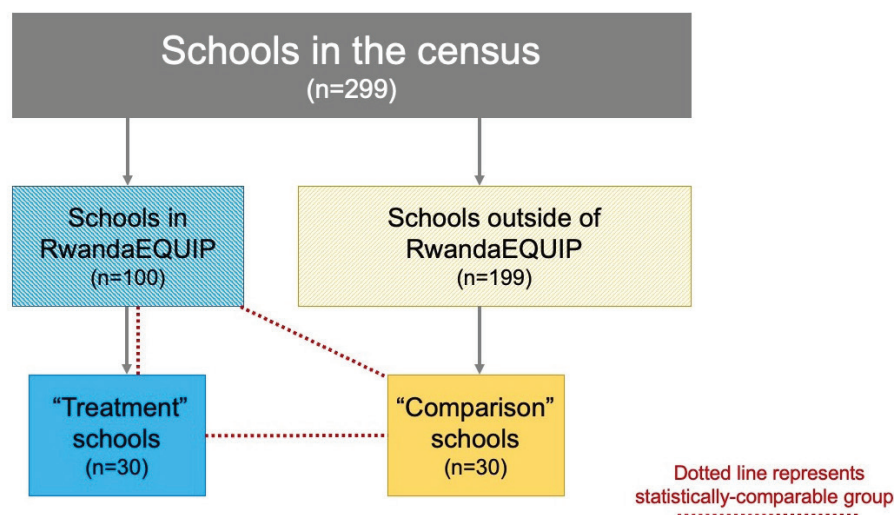 Schools in the census
(n=299)
Schools in
RwandaEQUIP
(n=100)
Schools outside of
RwandaEQUIP
(n=199)
“Treatment”
schools
(n=30)
“Comparison”
schools
(n=30)
Dotted line represents
statistically-comparable group